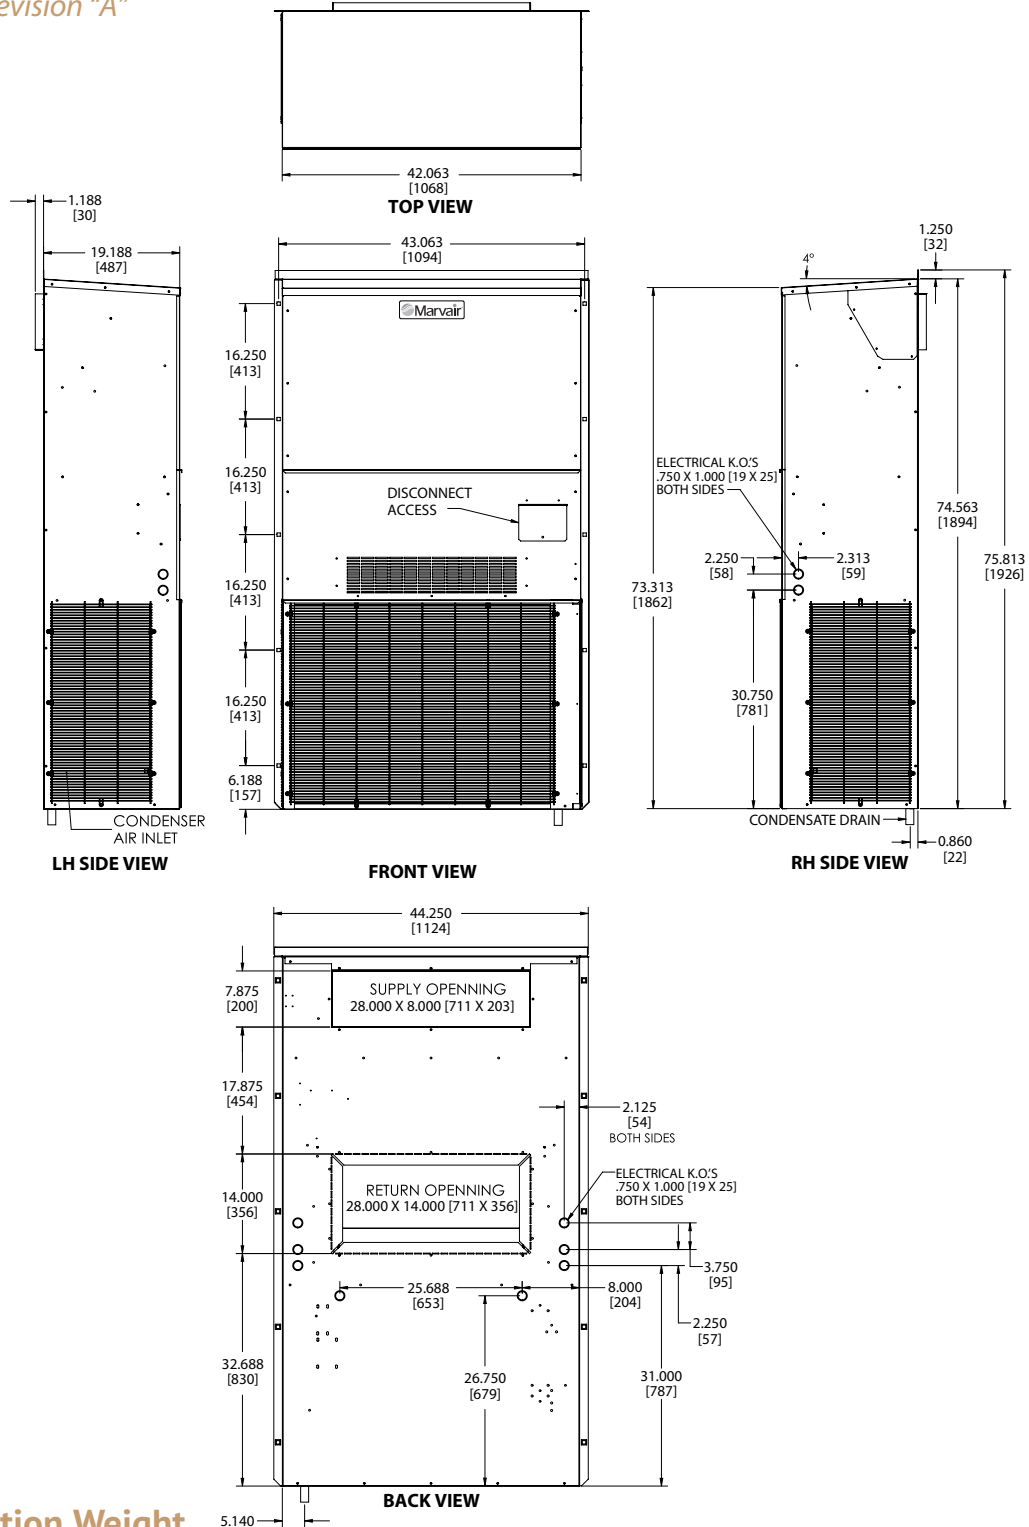 evision "A"
42.063
[1068]
TOP VIEW
1.188
[30]
19.188
[487]
43.063
[1094]
1.250
[32]
4°
Marvair
16.250
[413]
16.250
[413]
DISCONNECT
ACCESS
16.250
[413]
16.250
[413]
6.188
[157]
CONDENSER
AIR INLET
LH SIDE VIEW
FRONT VIEW
ELECTRICAL K.O.'S
.750 X 1.000 [19 X 25]
BOTH SIDES
74.563
[1894]
2.250
[58]
2.313
[59]
75.813
[1926]
73.313
[1862]
30.750
[781]
CONDENSATE DRAIN
0.860
[22]
RH SIDE VIEW
44.250
[1124]
7.875
[200]
SUPPLY OPENNING
28.000 X 8.000 [711 X 203]
17.875
[454]
2.125
[54]
BOTH SIDES
14.000
[356]
RETURN OPENNING
28.000 X 14.000 [711 X 356]
ELECTRICAL K.O.'S
.750 X 1.000 [19 X 25]
BOTH SIDES
3.750
[95]
25.688
[653]
8.000
[204]
2.250
[57]
32.688
[830]
26.750
[679]
31.000
[787]
BACK VIEW
tion Weight
5.140